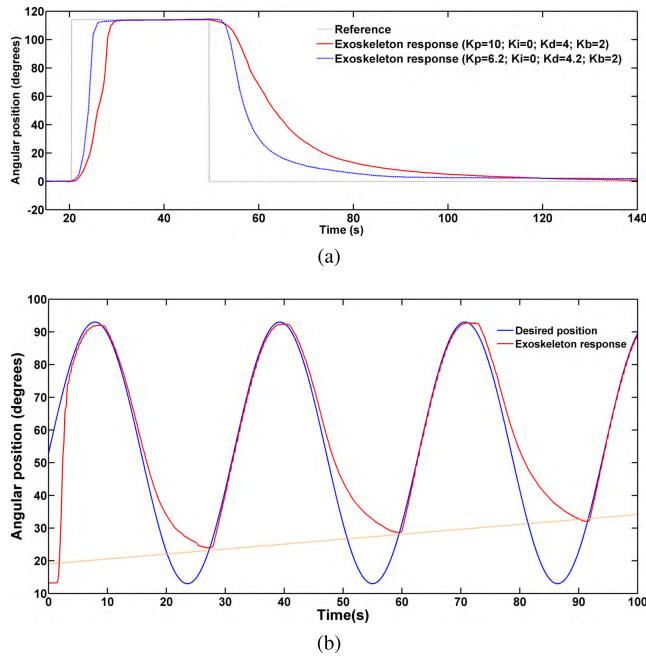 120
100
80
60
40
20
0
-20
Angular position (degrees)
Reference
Exoskeleton response (Kp=10; Ki=0; Kd=4; Kb=2)
Exoskeleton response (Kp=6.2; Ki=0; Kd=4.2; Kb=2)
20 40 60 80 100 120 140
Time (s)
(a)
100
90
80
70
60
50
40
30
20
10
Angular position (degrees)
Desired position
Exoskeleton response
0 10 20 30 40 50 60 70 80 90 100
Time(s)
(b)